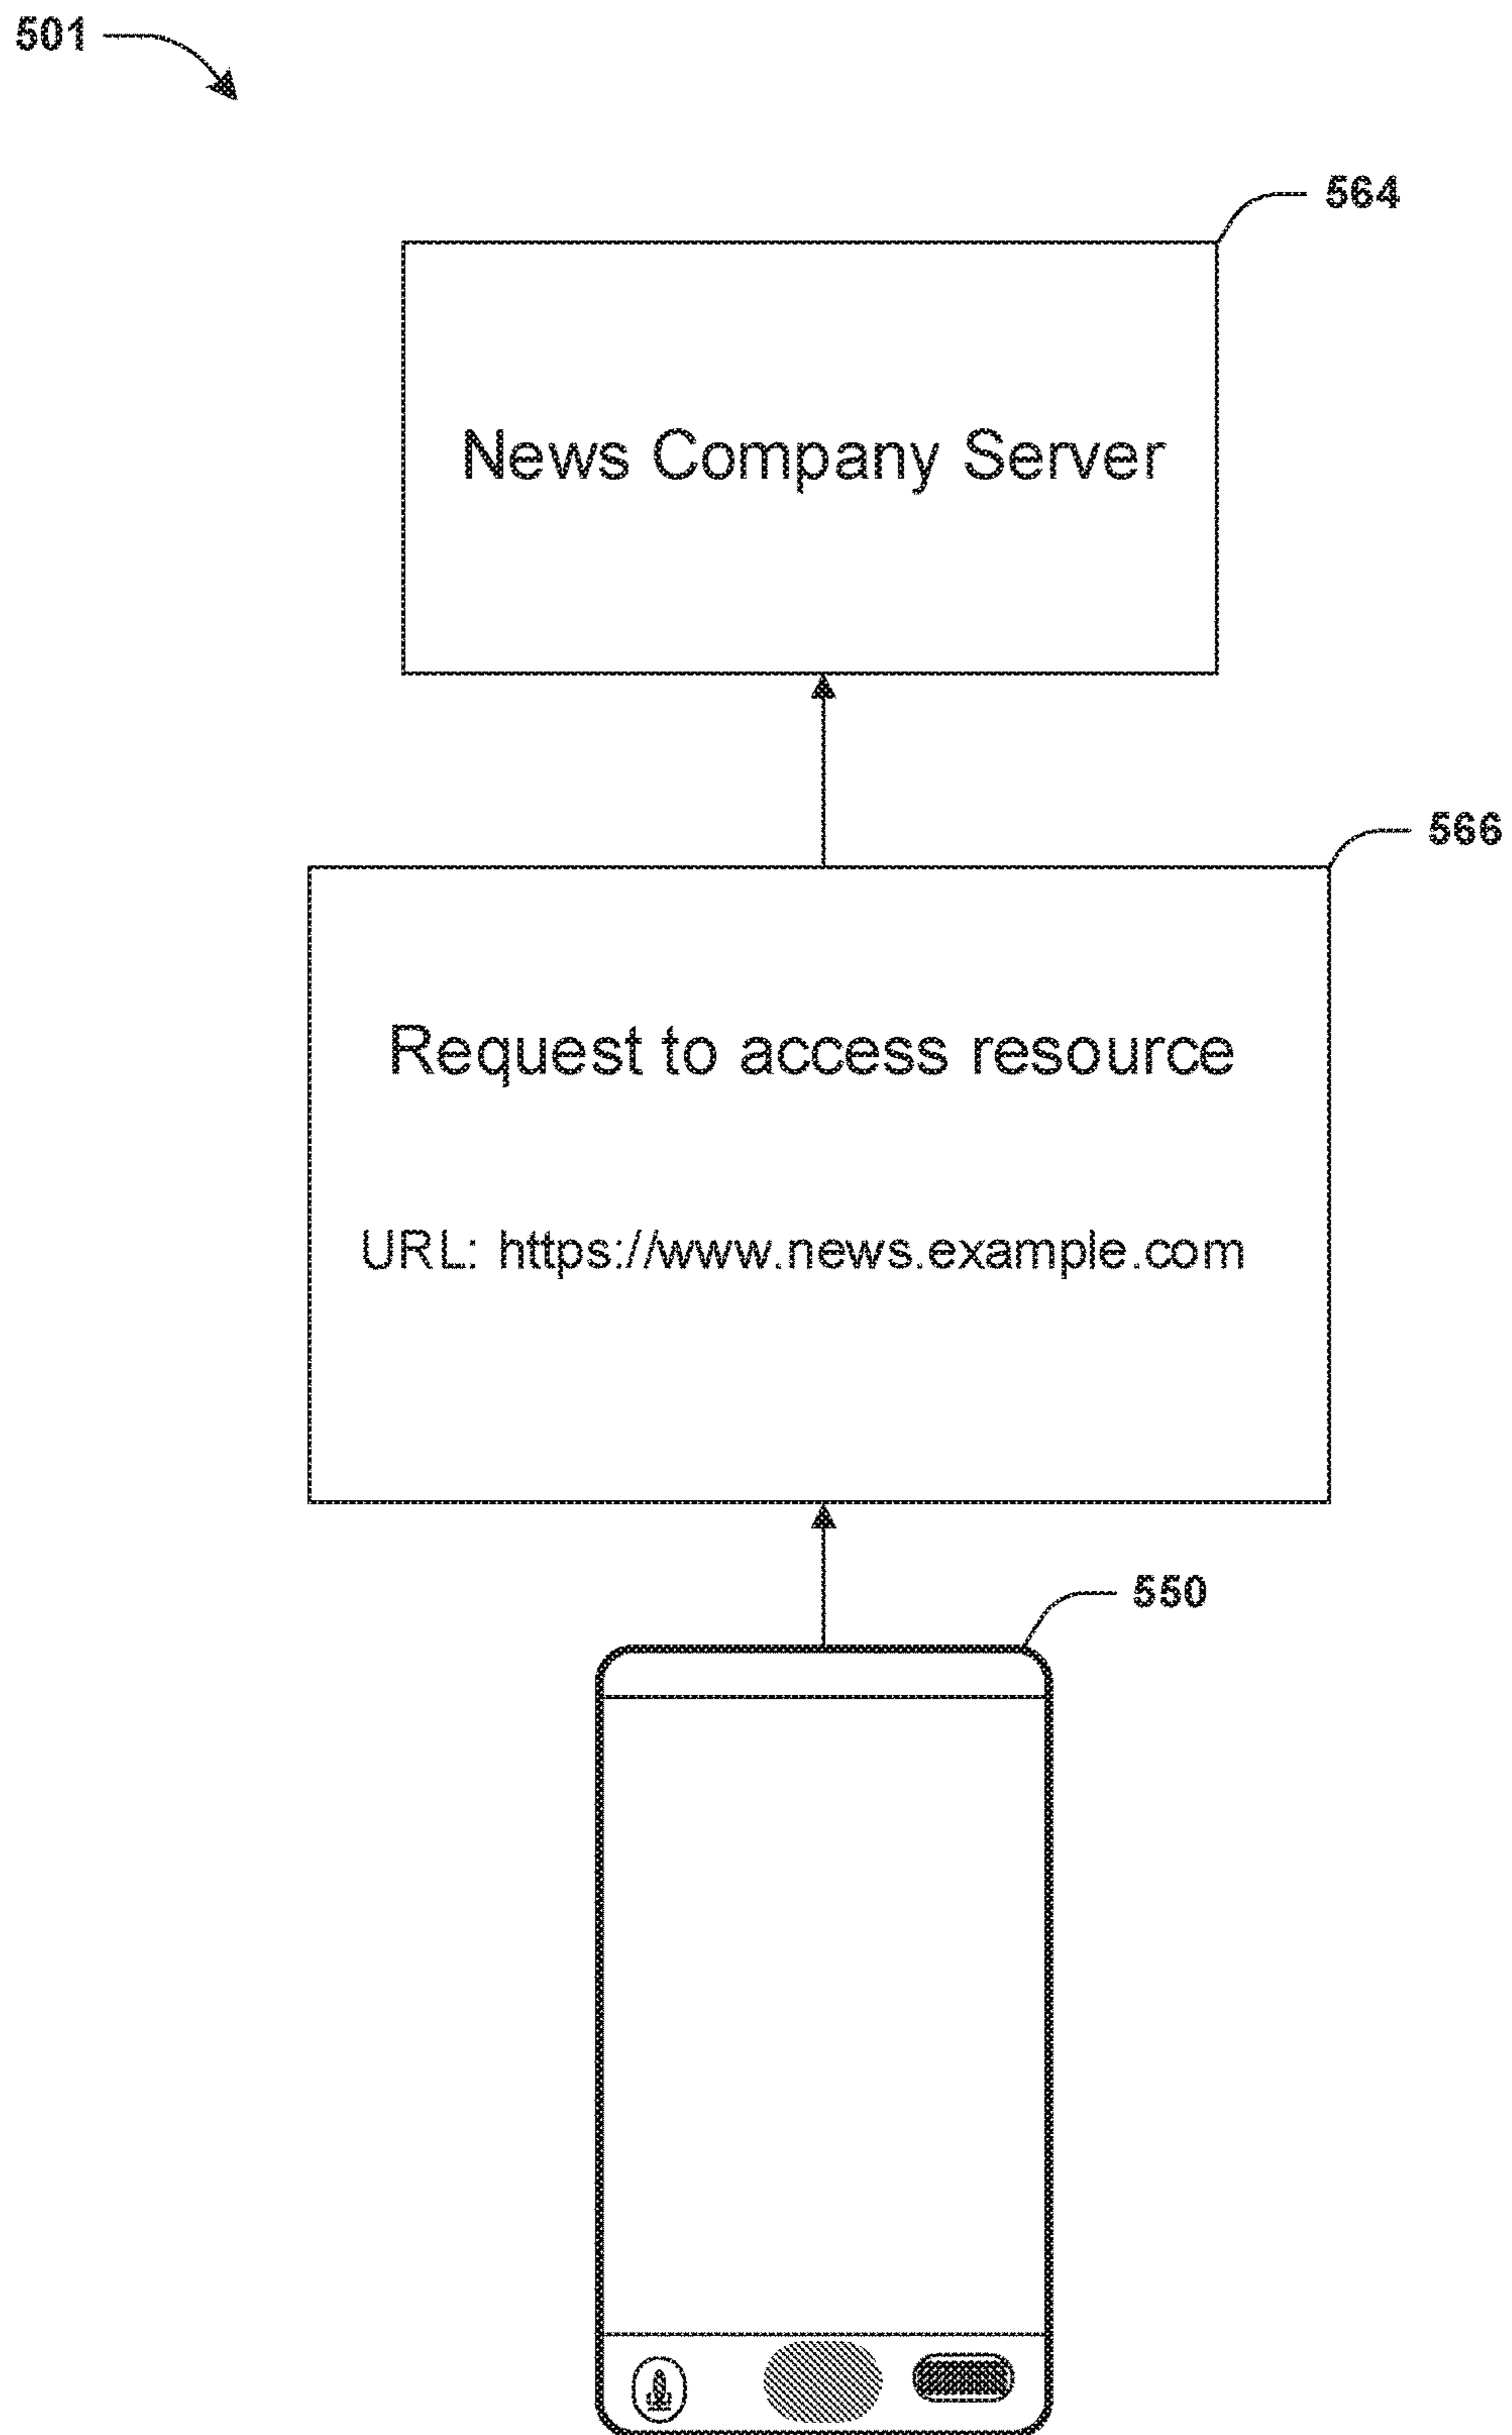 501
564
News Company Server
566
Request to access resource
URL: https://www.news.example.com
550